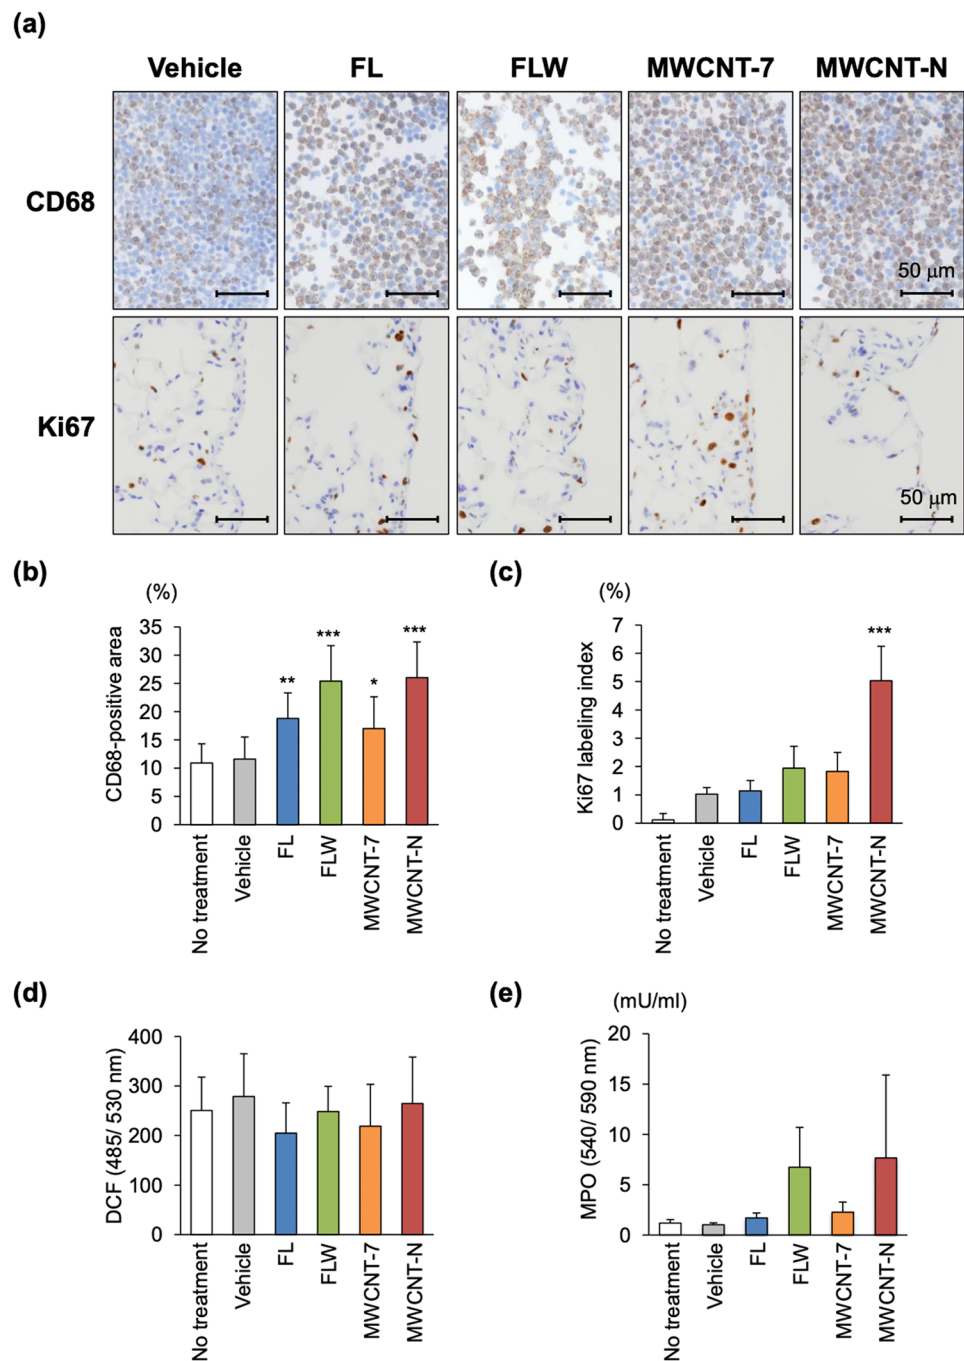 (a)
Vehicle FL FLW MWCNT-7 MWCNT-N
CD68
50 μm
Ki67
50 μm
(b)
(%)
CD68-positive area
35
30
25
20
15
10
5
0
** *** * ***
No treatment
Vehicle
FL
FLW
MWCNT-7
MWCNT-N
(c)
(%)
Ki67 labeling index
7
6
5
4
3
2
1
0
***
No treatment
Vehicle
FL
FLW
MWCNT-7
MWCNT-N
(d)
DCF (485/ 530 nm)
400
300
200
100
0
No treatment
Vehicle
FL
FLW
MWCNT-7
MWCNT-N
(e)
(mU/ml)
MPO (540/ 590 nm)
20
15
10
5
0
No treatment
Vehicle
FL
FLW
MWCNT-7
MWCNT-N